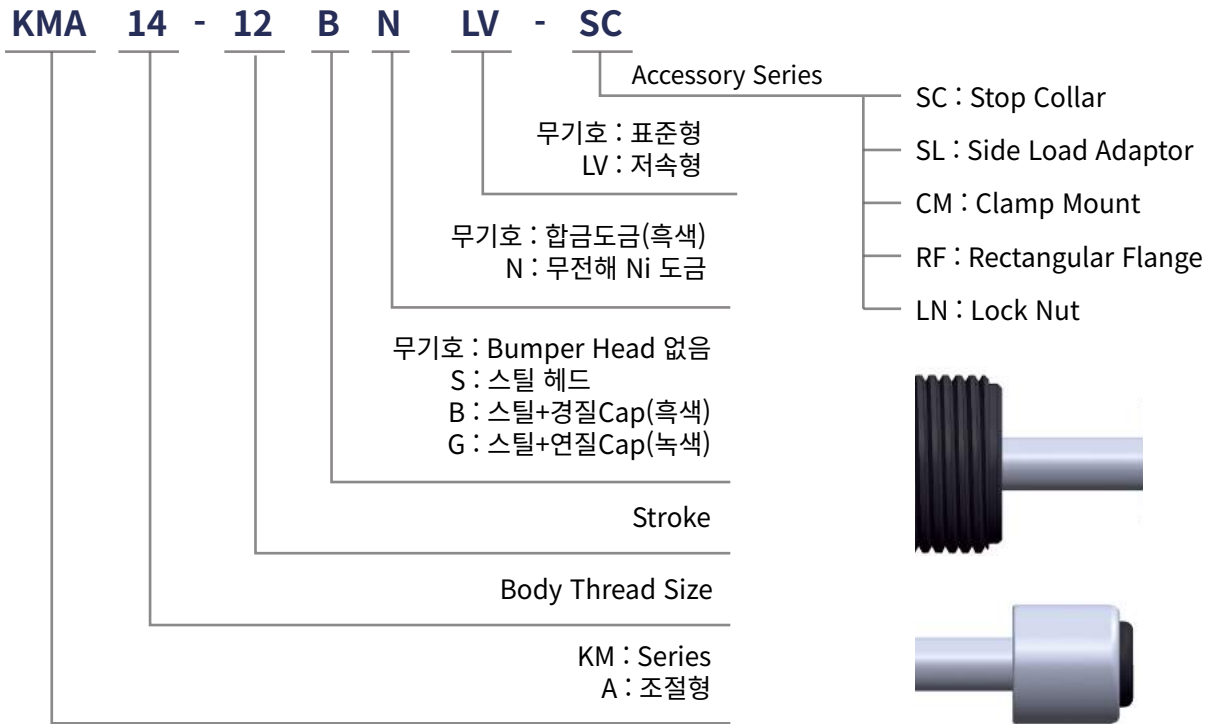 KMA 14 - 12 B N LV - SC
Accessory Series
SC : Stop Collar
SL : Side Load Adaptor
CM : Clamp Mount
RF : Rectangular Flange
LN : Lock Nut
무기호 : 표준형
LV : 저속형
무기호 : 합금도금(흑색)
N : 무전해 Ni 도금
무기호 : Bumper Head 없음
S : 스틸 헤드
B : 스틸+경질Cap(흑색)
G : 스틸+연질Cap(녹색)
Stroke
Body Thread Size
KM : Series
A : 조절형